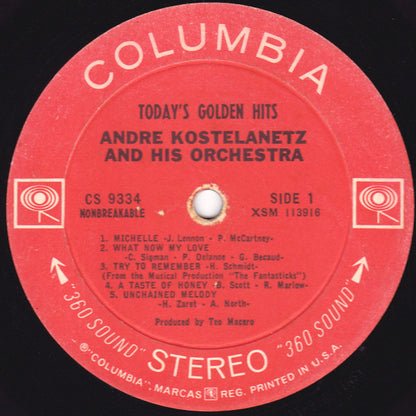 COLUMBIA
TODAY'S GOLDEN HITS
ANDRE KOSTELANETZ
AND HIS ORCHESTRA
CS 9334
NONBREAKABLE
SIDE 1
XSM 113916
1. MICHELLE -J. Lennon - P. McCartney-
2. WHAT NOW MY LOVE
-C. Sigman - P. Delanoe - G. Becaud-
3. TRY TO REMEMBER -H. Schmidt-
(From the Musical Production "The Fantasticks")
4. A TASTE OF HONEY -B. Scott - R. Marlow-
5. UNCHAINED MELODY
-H. Zaret - A. North-
Produced by Teo Macero
"360 SOUND" STEREO "360 SOUND"
Ⓟ"COLUMBIA", MARCAS REG. PRINTED IN U.S.A.